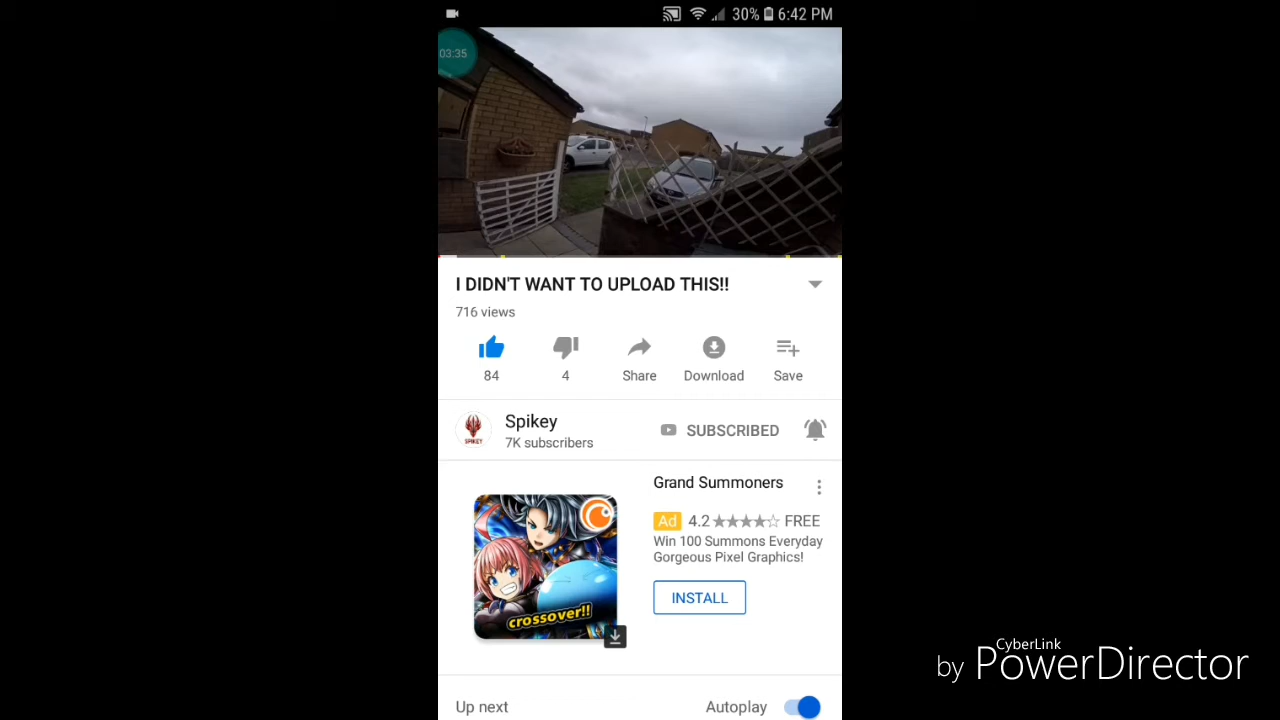 30% 6:42 PM
03:35
I DIDN'T WANT TO UPLOAD THIS!!
716 views
84 4 Share Download Save
SPIKEY
Spikey
7K subscribers
SUBSCRIBED
Grand Summoners
Ad 4.2 FREE
Win 100 Summons Everyday
Gorgeous Pixel Graphics!
INSTALL
crossover!!
CyberLink
by PowerDirector
Up next Autoplay